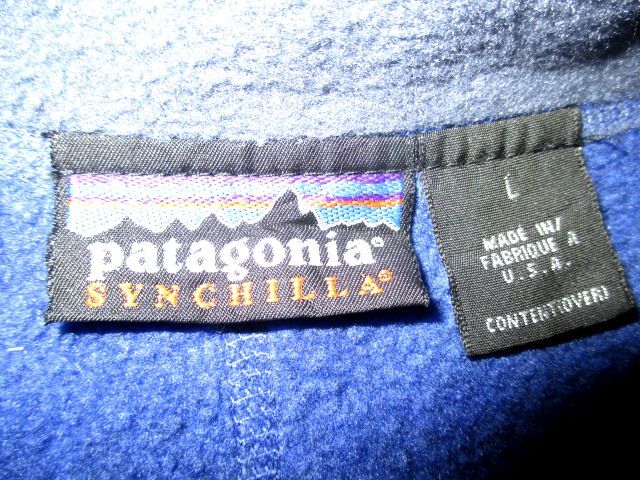 patagonia®
SYNCHILLA®
L
MADE IN/
FABRIQUE A
U.S.A.
CONTENT(OVER)